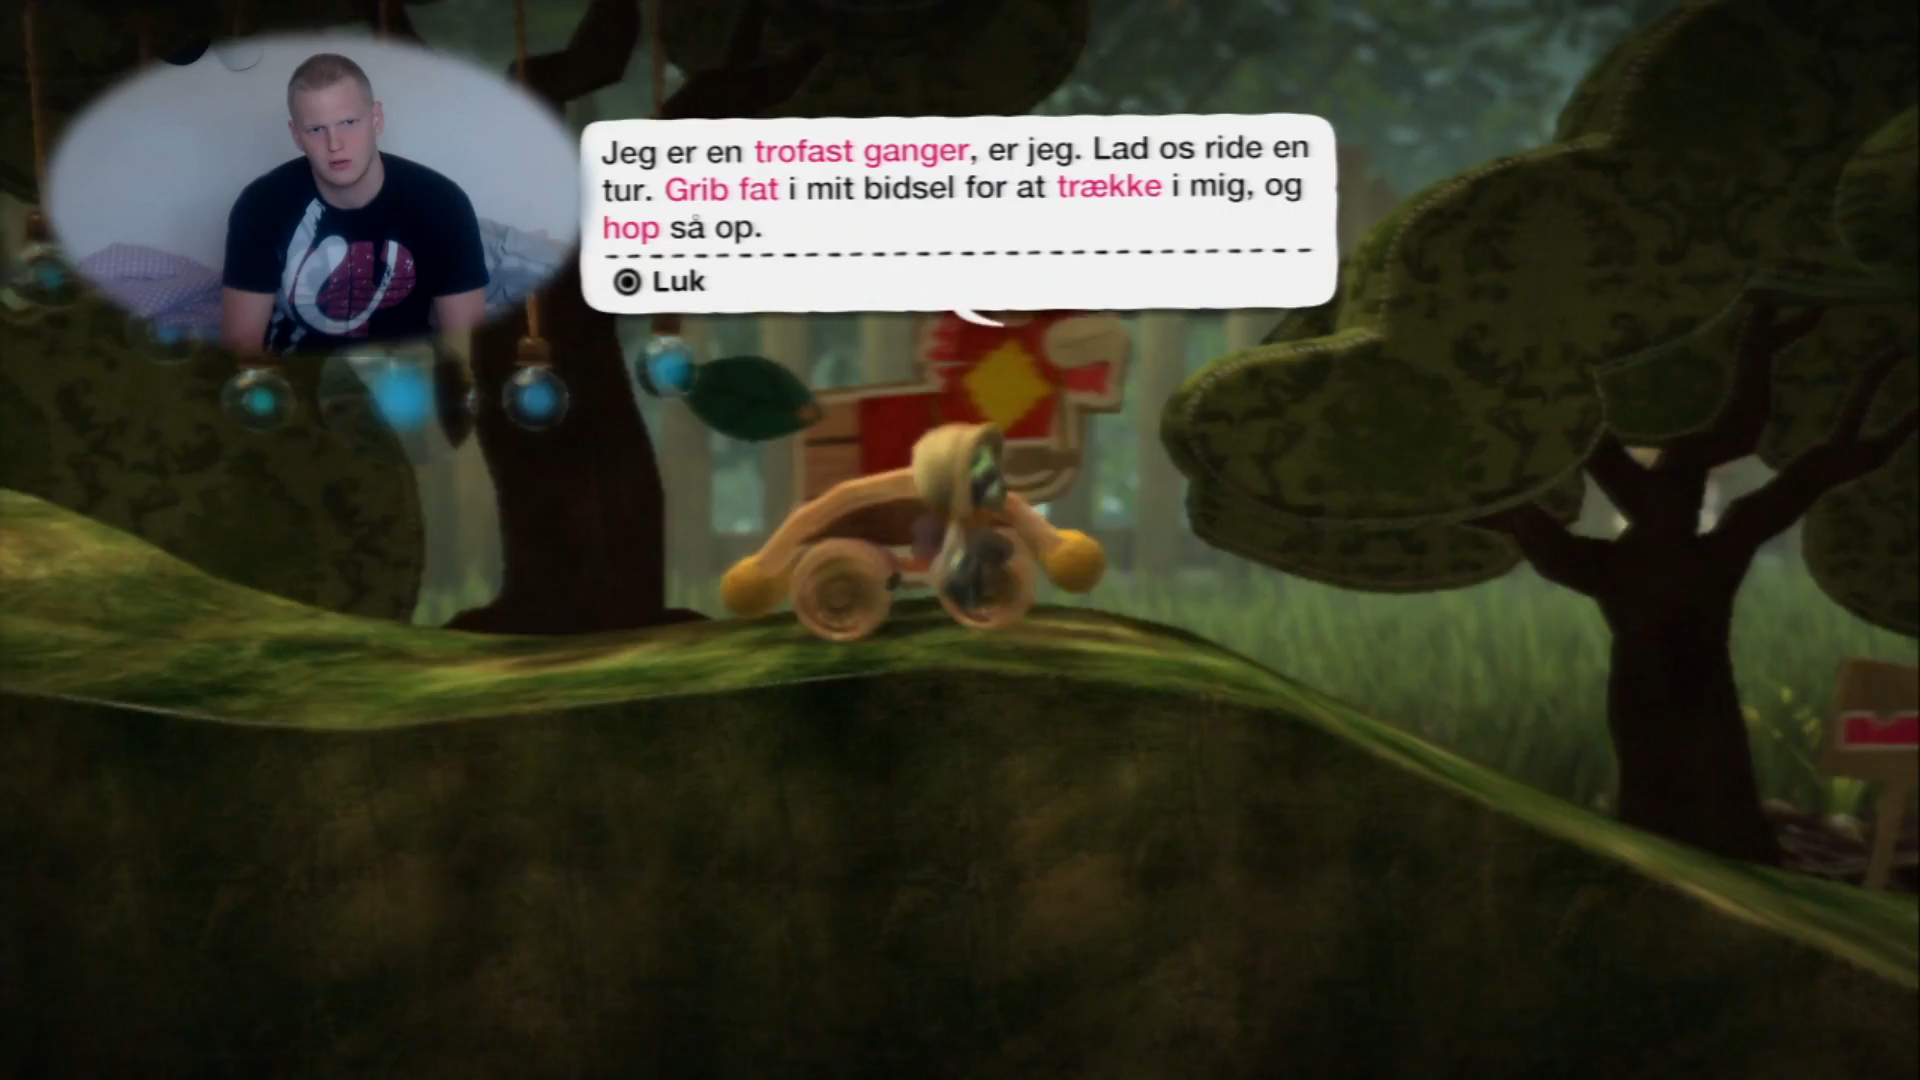 Jeg er en trofast ganger, er jeg. Lad os ride en
tur. Grib fat i mit bidsel for at trække i mig, og
hop så op.
Luk